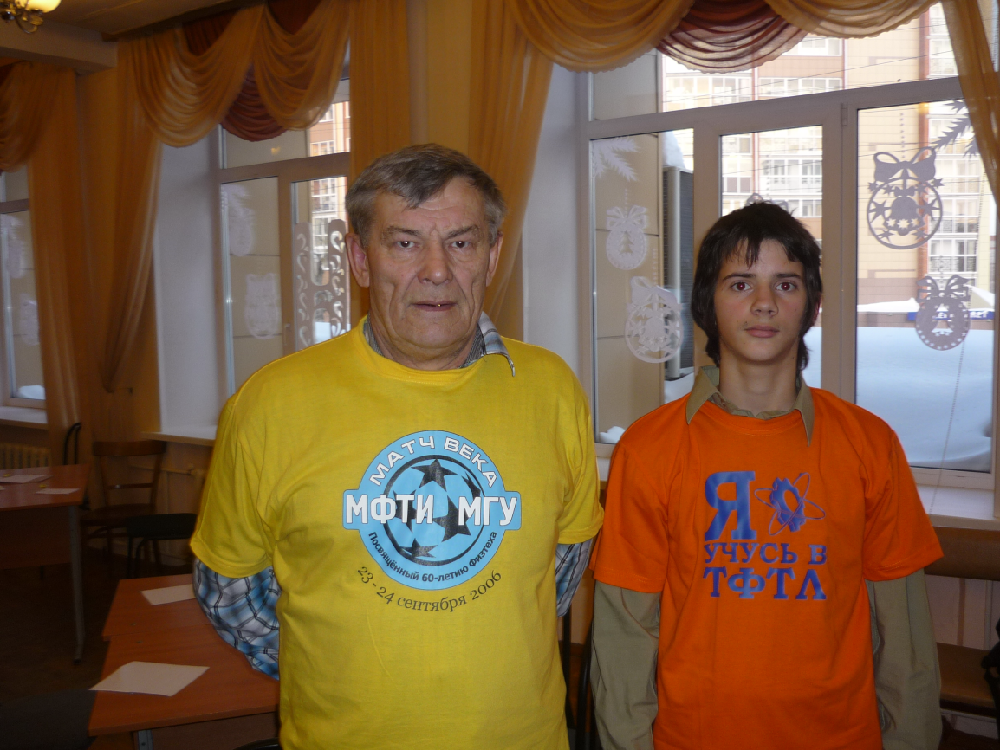 МАТЧ ВЕКА
МФТИ МГУ
Посвящённый 60-летию Физтеха
23 - 24 сентября 2006
Я
УЧУСЬ В
ТФТЛ